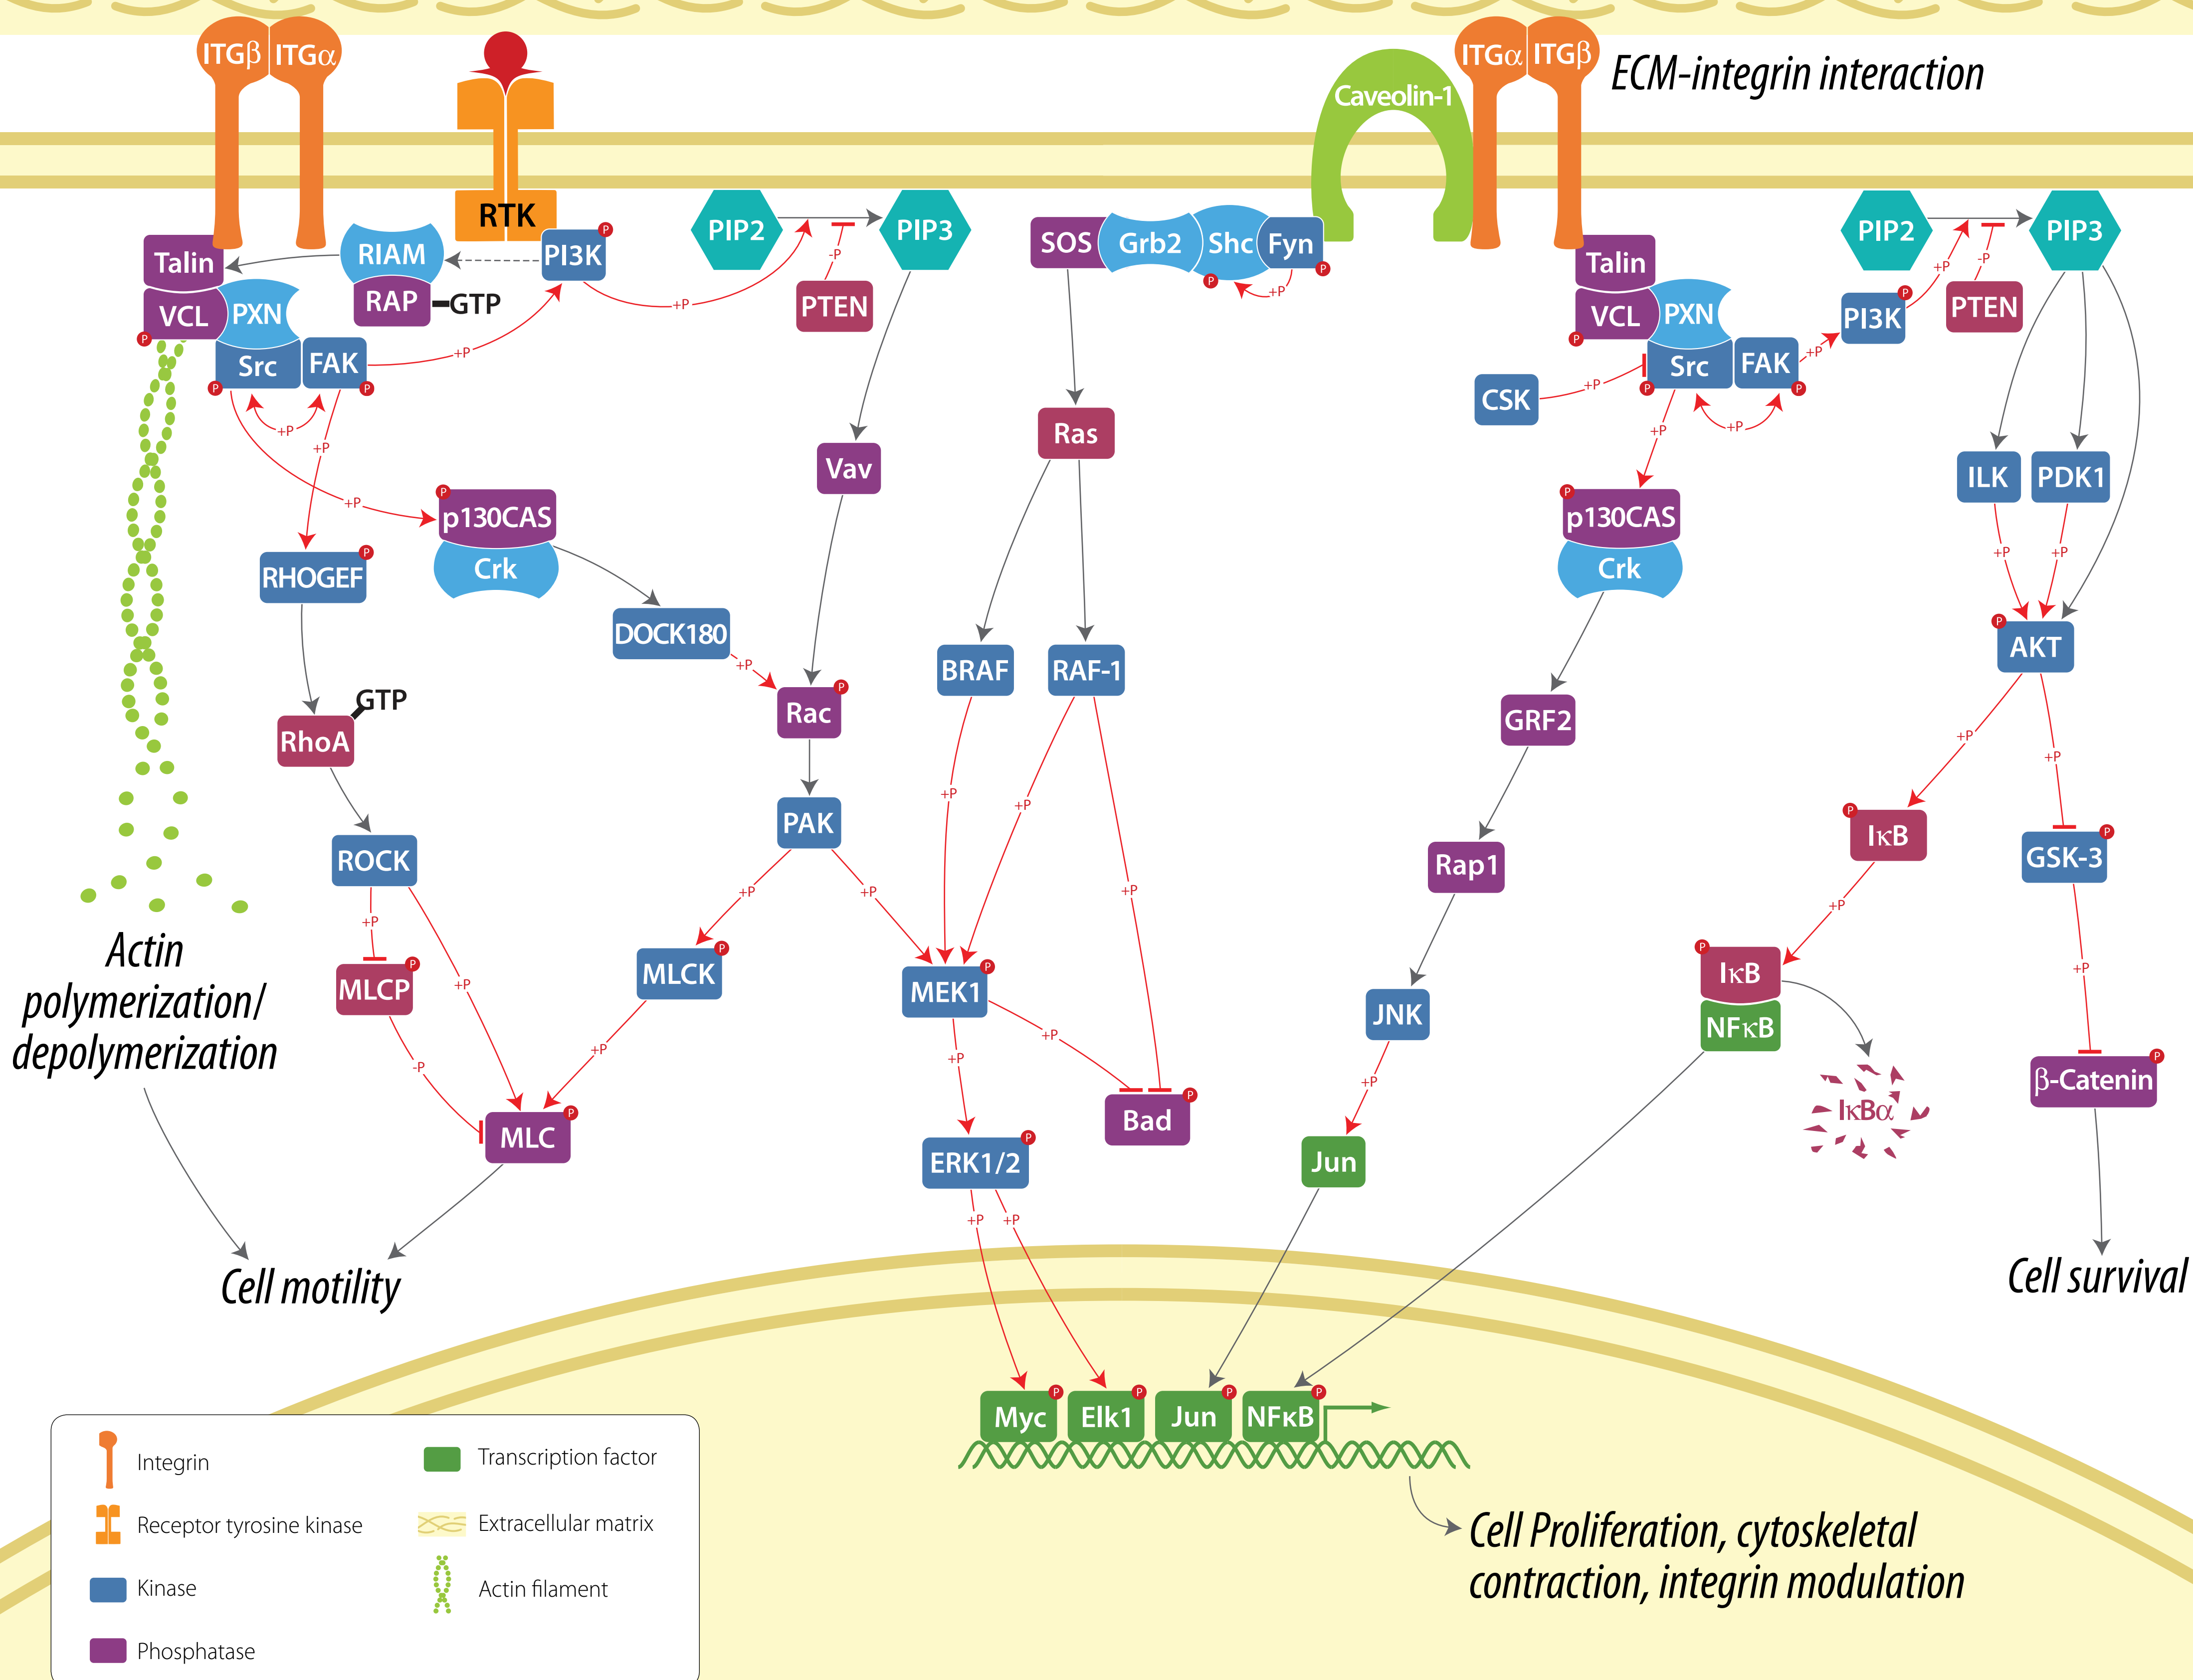 ITGβ
ITGα
Caveolin-1
ITGα
ITGβ
ECM-integrin interaction
RTK
PIP2
PIP3
PIP2
PIP3
Talin
RIAM
PI3K
P
SOS
Grb2
Shc
Fyn
P
P
+P
Talin
-P
-P
+P
VCL
PXN
RAP
GTP
+P
PTEN
VCL
PXN
PI3K
P
PTEN
P
Src
FAK
+P
P
P
+P
P
Src
FAK
+P
P
P
+P
CSK
+P
+P
+P
Ras
+P
Vav
ILK
PDK1
+P
P
p130CAS
Crk
P
p130CAS
Crk
RHOGEF
P
+P
+P
DOCK180
+P
BRAF
RAF-1
P
AKT
GTP
RhoA
Rac
P
GRF2
+P
+P
+P
+P
PAK
P
IκB
GSK-3
P
ROCK
Rap1
+P
+P
+P
+P
+P
+P
Actin
polymerization/
depolymerization
MLCP
P
+P
MLCK
P
MEK1
P
JNK
P
IκB
NFκB
+P
-P
+P
+P
+P
+P
IκBα
β-Catenin
P
MLC
P
Bad
P
ERK1/2
P
Jun
+P
+P
Cell motility
Cell survival
Myc
P
Elk1
P
Jun
P
NFκB
P
Integrin
Transcription factor
Receptor tyrosine kinase
Extracellular matrix
Kinase
Actin filament
Phosphatase
Cell Proliferation, cytoskeletal
contraction, integrin modulation